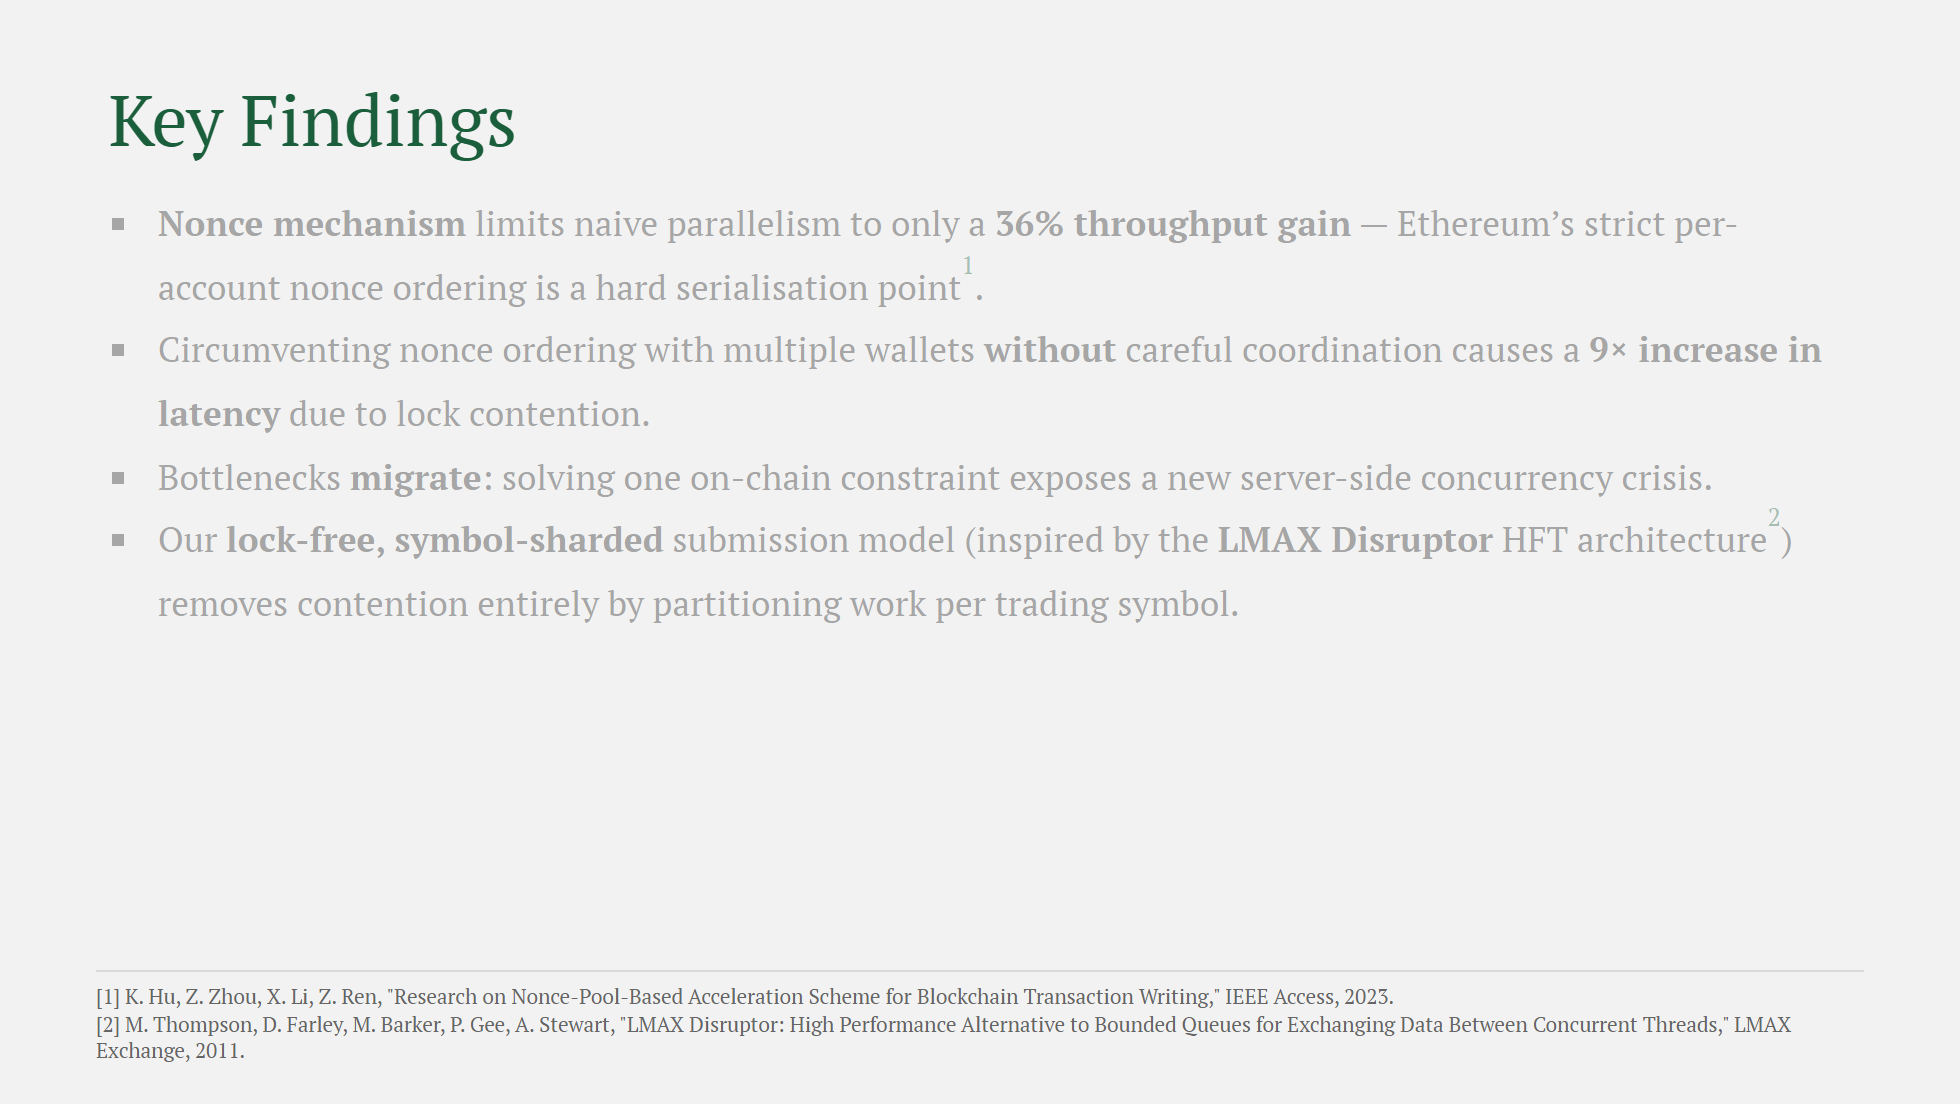 Key Findings
▪ Nonce mechanism limits naive parallelism to only a 36% throughput gain — Ethereum’s strict per-
account nonce ordering is a hard serialisation point1.
▪ Circumventing nonce ordering with multiple wallets without careful coordination causes a 9× increase in
latency due to lock contention.
▪ Bottlenecks migrate: solving one on-chain constraint exposes a new server-side concurrency crisis.
▪ Our lock-free, symbol-sharded submission model (inspired by the LMAX Disruptor HFT architecture2)
removes contention entirely by partitioning work per trading symbol.
[1] K. Hu, Z. Zhou, X. Li, Z. Ren, "Research on Nonce-Pool-Based Acceleration Scheme for Blockchain Transaction Writing," IEEE Access, 2023.
[2] M. Thompson, D. Farley, M. Barker, P. Gee, A. Stewart, "LMAX Disruptor: High Performance Alternative to Bounded Queues for Exchanging Data Between Concurrent Threads," LMAX
Exchange, 2011.